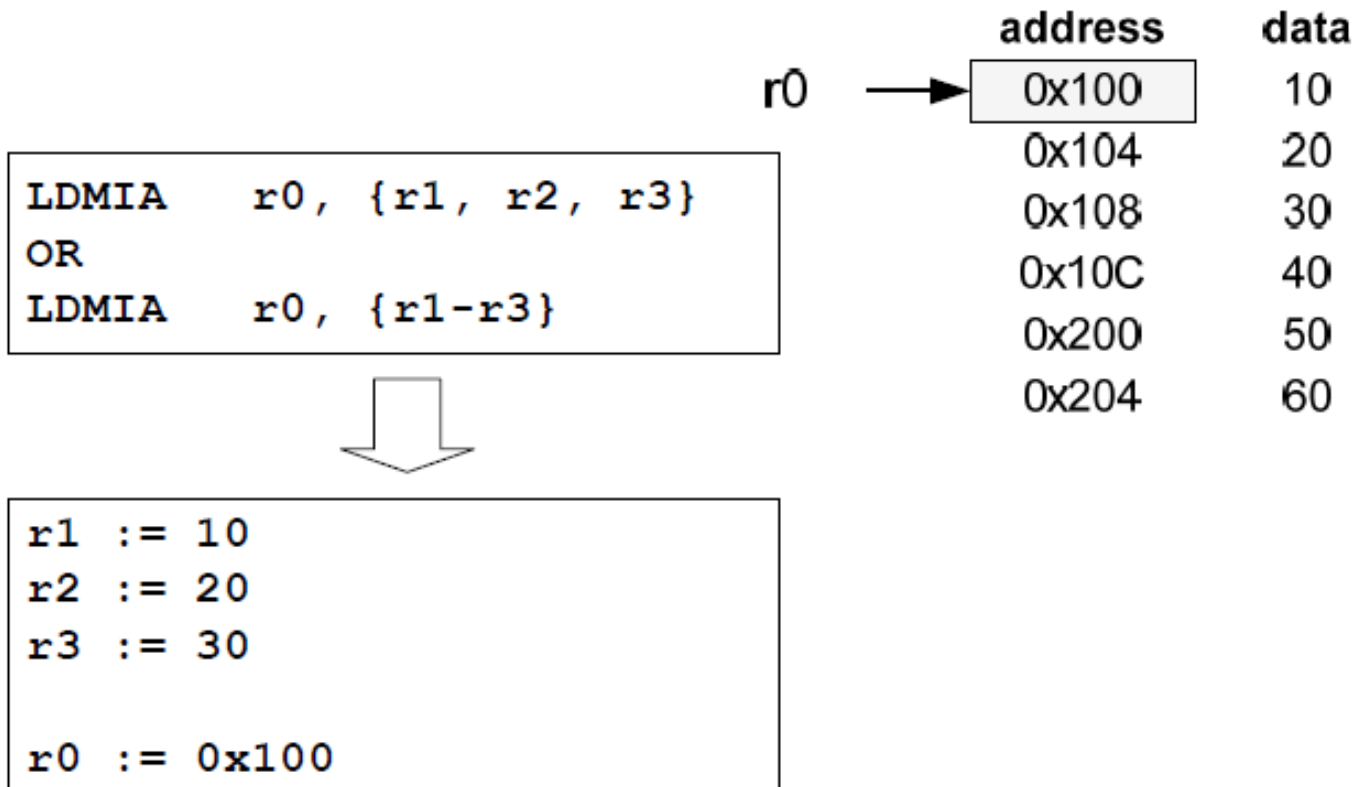 address data
r0 0x100 10
0x104 20
0x108 30
0x10C 40
0x200 50
0x204 60
LDMIA r0, {r1, r2, r3}
OR
LDMIA r0, {r1-r3}
r1 := 10
r2 := 20
r3 := 30
r0 := 0x100